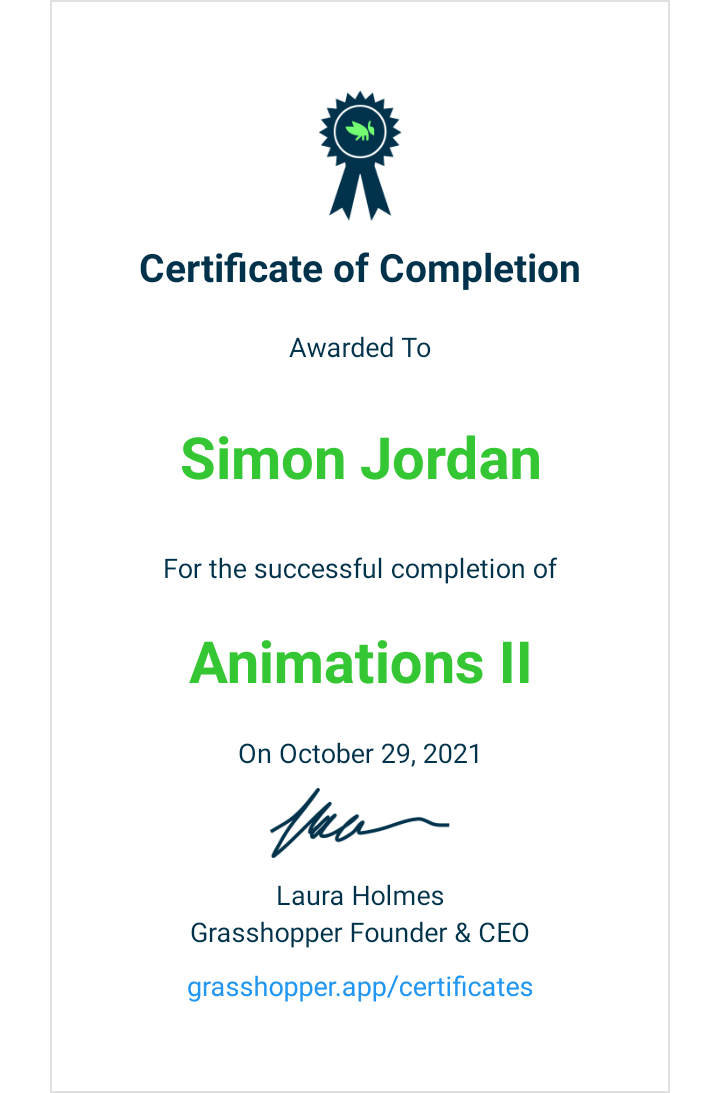 Certificate of Completion
Awarded To
Simon Jordan
For the successful completion of
Animations II
On October 29, 2021
Laura Holmes
Grasshopper Founder & CEO
grasshopper.app/certificates